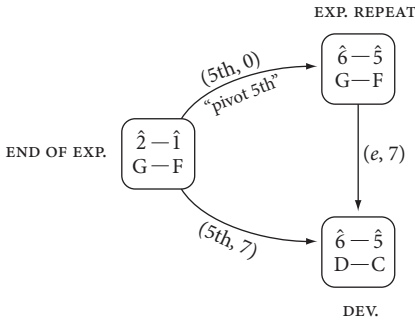 EXP. REPEAT
6̂—5̂
G—F
(5th, 0)
“pivot 5th”
END OF EXP.
2̂—1̂
G—F
(e, 7)
(5th, 7)
6̂—5̂
D—C
DEV.